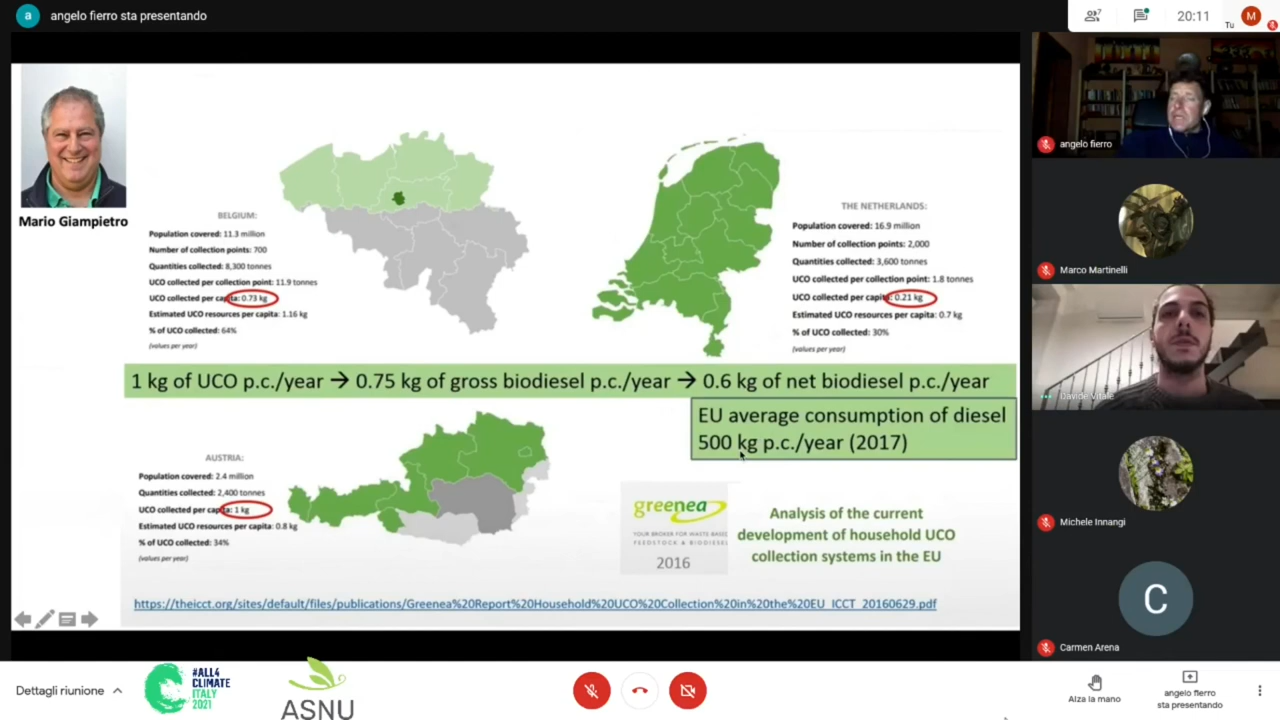 a angelo fierro sta presentando
7
20:11
Tu
M
Mario Giampietro
BELGIUM:
Population covered: 11.3 million
Number of collection points: 700
Quantities collected: 8,300 tonnes
UCO collected per collection point: 11.9 tonnes
UCO collected per capita: 0.73 kg
Estimated UCO resources per capita: 1.16 kg
% of UCO collected: 64%
(values per year)
THE NETHERLANDS:
Population covered: 16.9 million
Number of collection points: 2,000
Quantities collected: 3,600 tonnes
UCO collected per collection point: 1.8 tonnes
UCO collected per capita: 0.21 kg
Estimated UCO resources per capita: 0.7 kg
% of UCO collected: 30%
(values per year)
1 kg of UCO p.c./year → 0.75 kg of gross biodiesel p.c./year → 0.6 kg of net biodiesel p.c./year
EU average consumption of diesel
500 kg p.c./year (2017)
AUSTRIA:
Population covered: 2.4 million
Quantities collected: 2,400 tonnes
UCO collected per capita: 1 kg
Estimated UCO resources per capita: 0.8 kg
% of UCO collected: 34%
(values per year)
greenea
YOUR BROKER FOR WASTE-BASED
FEEDSTOCK & BIODIESEL
2016
Analysis of the current
development of household UCO
collection systems in the EU
https://theicct.org/sites/default/files/publications/Greenea%20Report%20Household%20UCO%20Collection%20in%20the%20EU_ICCT_20160629.pdf
angelo fierro
Marco Martinelli
Davide Vitale
Michele Innangi
C
Carmen Arena
Dettagli riunione
#ALL4
CLIMATE
ITALY
2021
ASNU
Alza la mano
angelo fierro
sta presentando